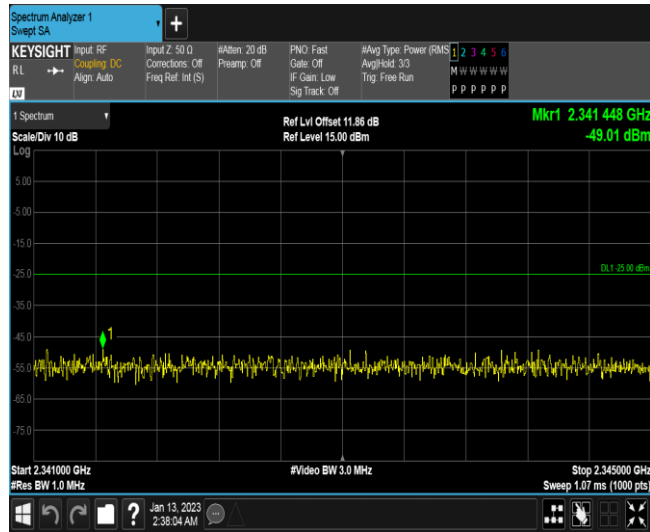 Spectrum Analyzer 1
Swept SA
+
KEYSIGHT
RL
LXI
Input: RF
Coupling: DC
Align: Auto
Input Z: 50 Ω
Corrections: Off
Freq Ref: Int (S)
#Atten: 20 dB
Preamp: Off
PNO: Fast
Gate: Off
IF Gain: Low
Sig Track: Off
#Avg Type: Power (RMS
Avg|Hold: 3/3
Trig: Free Run
1 2 3 4 5 6
M W W W W W
P P P P P P
1 Spectrum
Scale/Div 10 dB
Log
Ref Lvl Offset 11.86 dB
Ref Level 15.00 dBm
Mkr1 2.341 448 GHz
-49.01 dBm
5.00
-5.00
-15.0
-25.0
-35.0
-45.0
-55.0
-65.0
-75.0
DL1 -25.00 dBm
1
Start 2.341000 GHz
#Res BW 1.0 MHz
#Video BW 3.0 MHz
Stop 2.345000 GHz
Sweep 1.07 ms (1000 pts)
?
Jan 13, 2023
2:38:04 AM